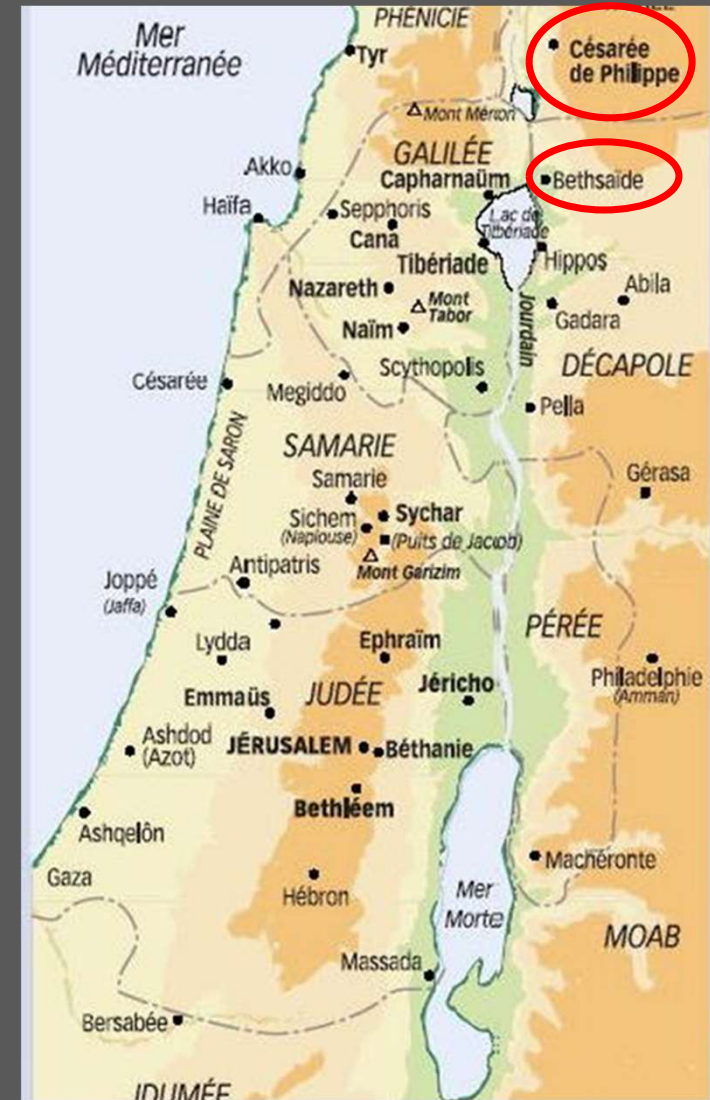 PHÉNICIE
Mer
Méditerranée
Tyr
Césarée
de Philippe
Mont Méron
GALILÉE
Akko
Capharnaüm
Bethsaïde
Haïfa
Sepphoris
Lac de
Tibériade
Cana
Tibériade
Hippos
Nazareth
Mont
Tabor
Abila
Gadara
Naïm
Jourdain
Scythopolis
DÉCAPOLE
Césarée
Megiddo
Pella
PLAINE DE SARON
SAMARIE
Samarie
Gérasa
Sichem
(Naplouse)
Sychar
(Puits de Jacob)
Mont Garizim
Antipatris
Joppé
(Jaffa)
PÉRÉE
Lydda
Ephraïm
Philadelphie
(Amman)
Emmaüs
JUDÉE
Jéricho
Ashdod
(Azot)
JÉRUSALEM
Béthanie
Bethléem
Ashqelôn
Machéronte
Gaza
Hébron
Mer
Morte
MOAB
Massada
Bersabée
IDUMÉE